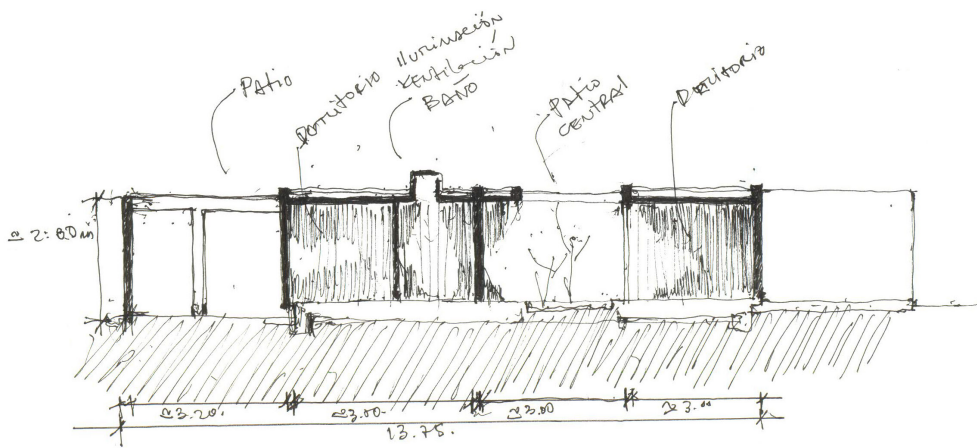 Patio
Dormitorio
Iluminación
Ventilación
BAÑO
Patio
CENTRAL
Dormitorio
≃ 2.80 m
≃3.20.
≃3.00.
≃3.00
≃ 3.00
13.75.